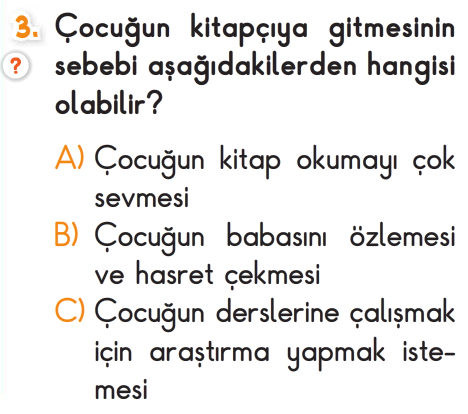 3. Çocuğun kitapçıya gitmesinin
? sebebi aşağıdakilerden hangisi
olabilir?
A) Çocuğun kitap okumayı çok
sevmesi
B) Çocuğun babasını özlemesi
ve hasret çekmesi
C) Çocuğun derslerine çalışmak
için araştırma yapmak iste-
mesi